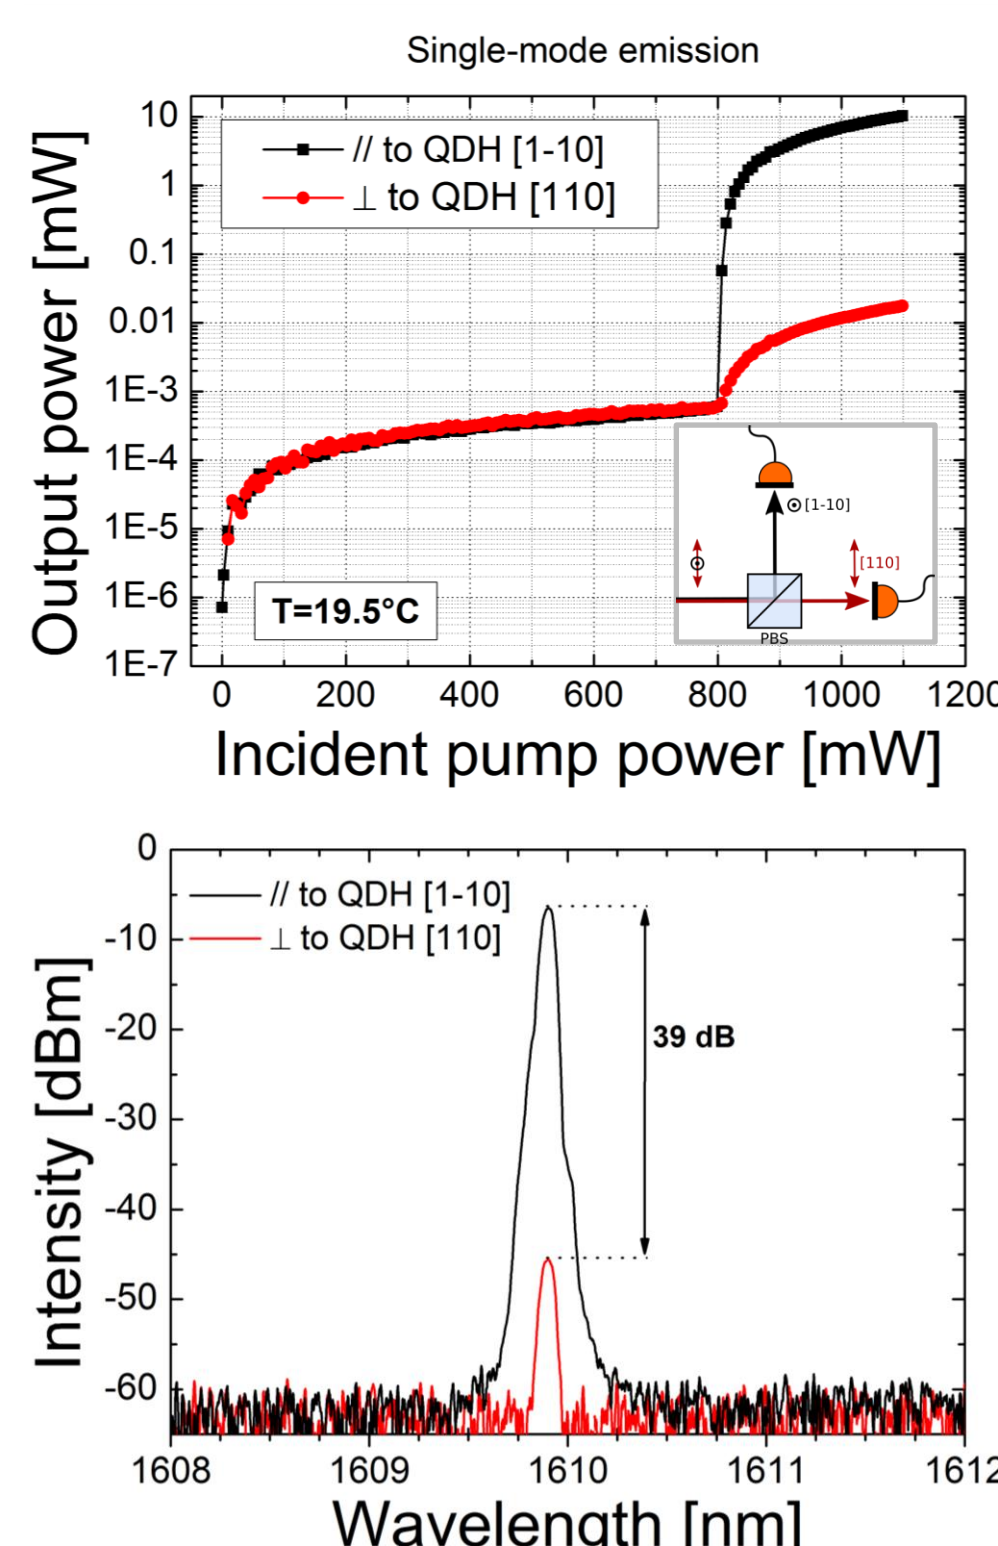 Single-mode emission
Output power [mW]
10
1
0.1
0.01
1E-3
1E-4
1E-5
1E-6
1E-7
// to QDH [1-10]
⊥ to QDH [110]
T=19.5°C
[1-10]
[110]
PBS
0 200 400 600 800 1000 1200
Incident pump power [mW]
Intensity [dBm]
0
-10
-20
-30
-40
-50
-60
// to QDH [1-10]
⊥ to QDH [110]
39 dB
1608 1609 1610 1611 1612
Wavelength [nm]